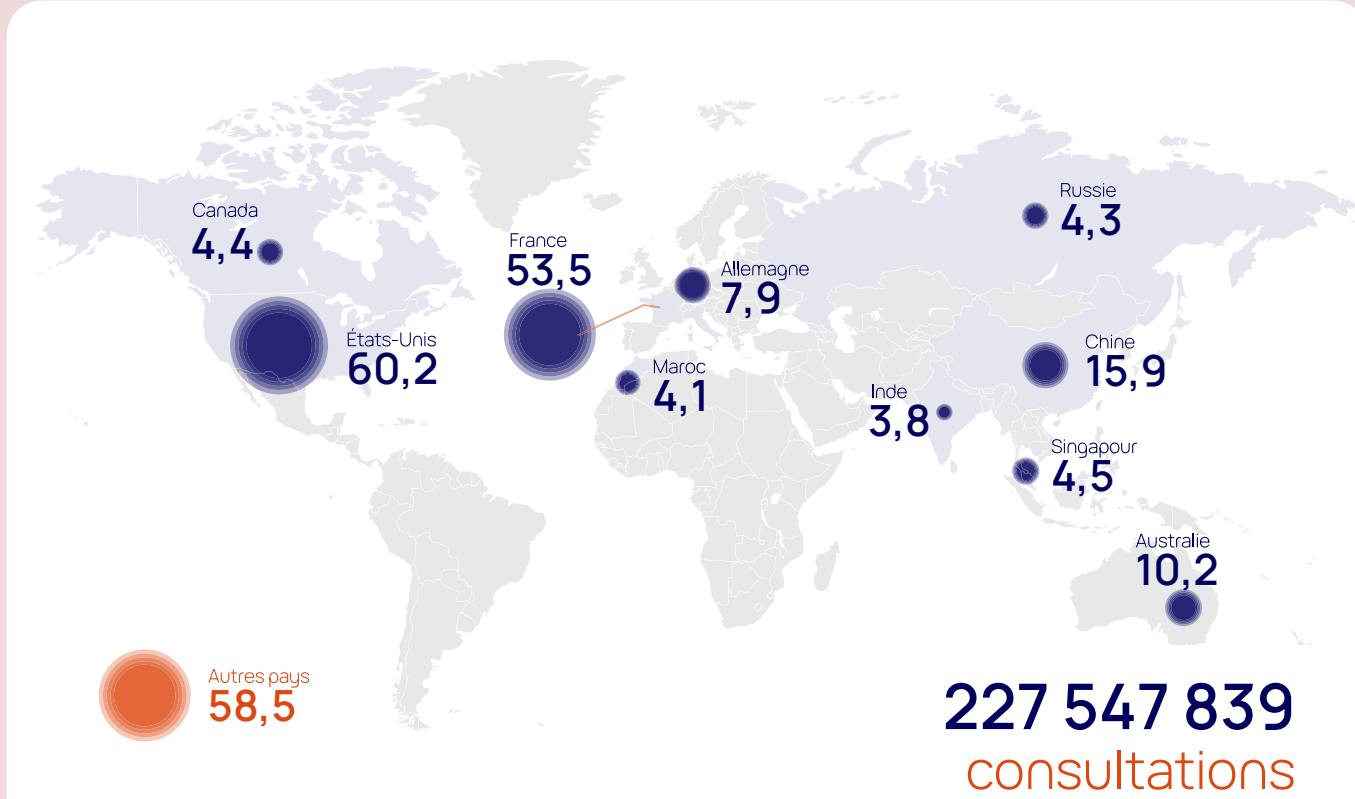 Canada
4,4
États-Unis
60,2
France
53,5
Allemagne
7,9
Maroc
4,1
Russie
4,3
Chine
15,9
Inde
3,8
Singapour
4,5
Australie
10,2
Autres pays
58,5
227 547 839
consultations